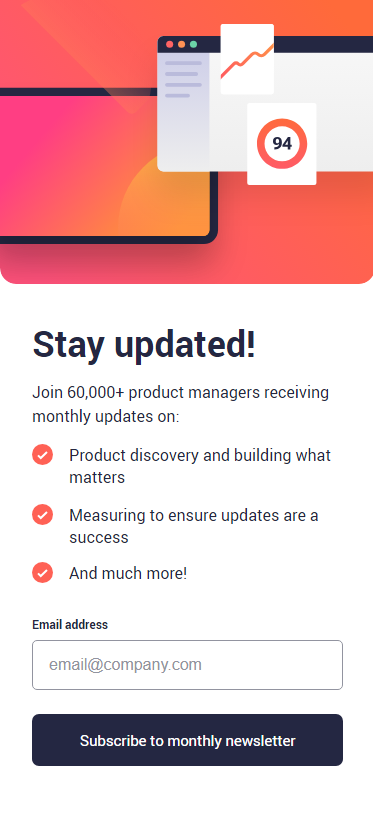 94
Stay updated!
Join 60,000+ product managers receiving
monthly updates on:
Product discovery and building what
matters
Measuring to ensure updates are a
success
And much more!
Email address
email@company.com
Subscribe to monthly newsletter